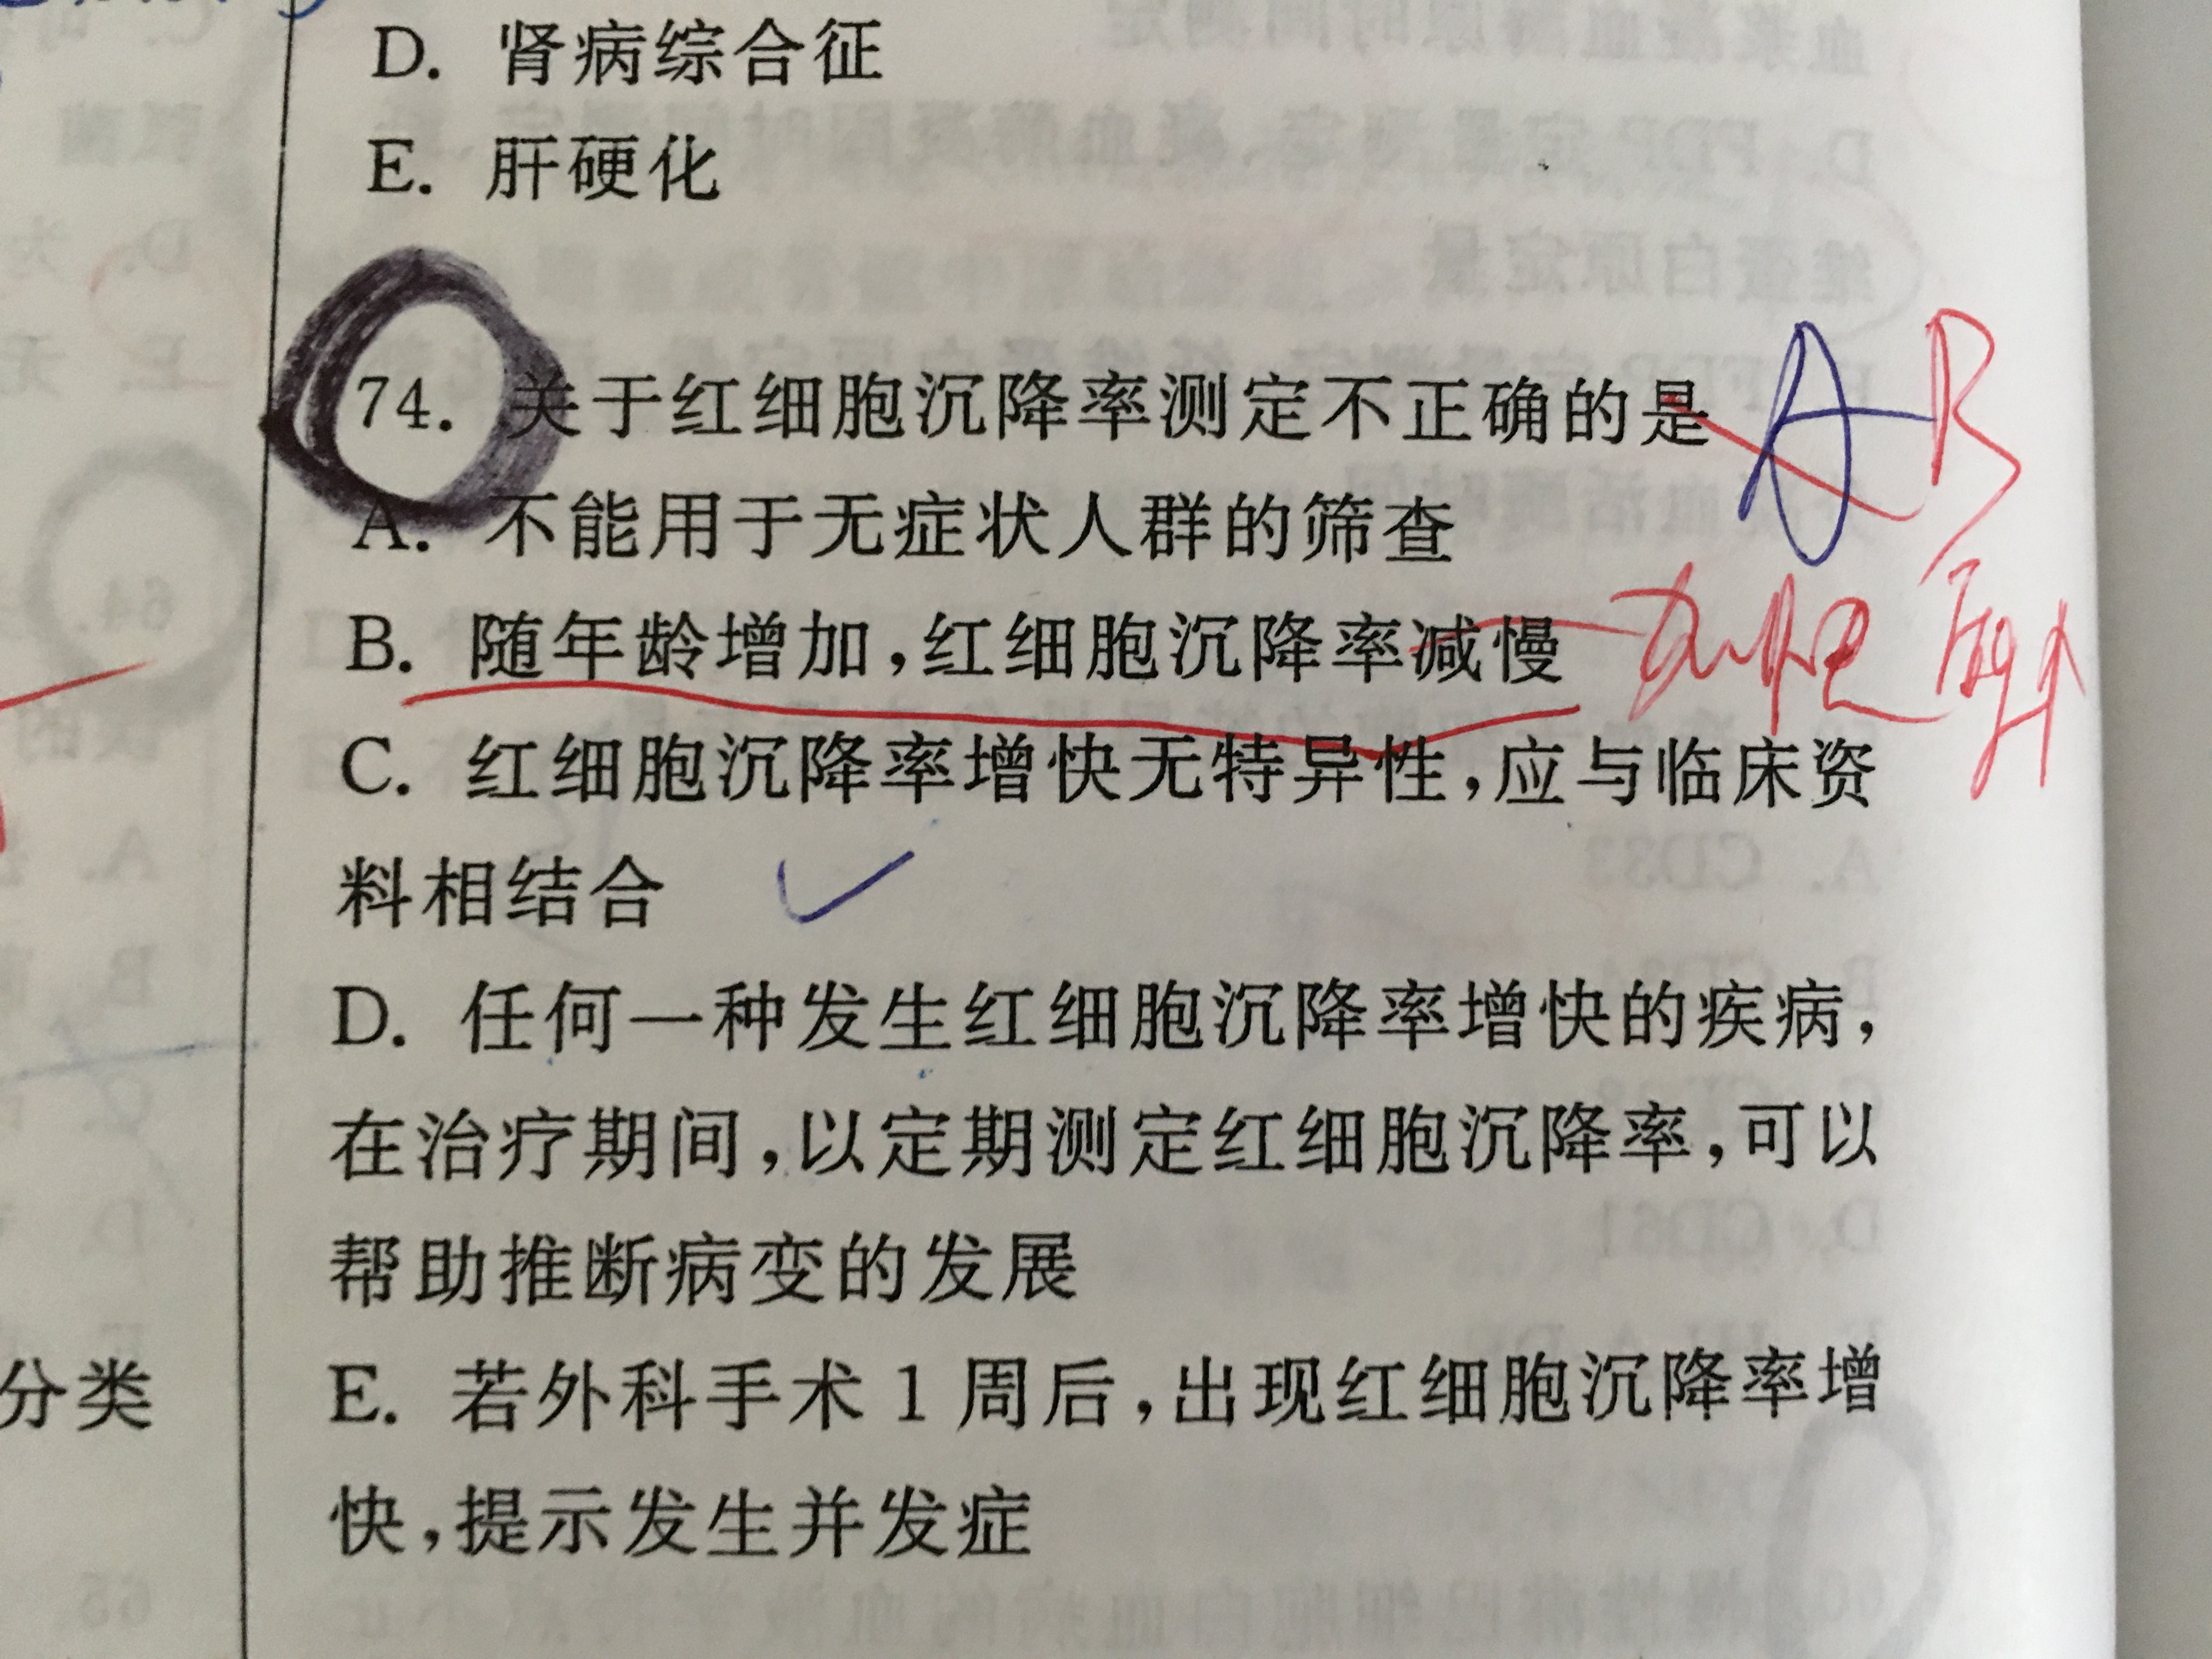 分类
D. 肾病综合征
E. 肝硬化
74. 关于红细胞沉降率测定不正确的是
A
B
A. 不能用于无症状人群的筛查
B. 随年龄增加,红细胞沉降率减慢
C. 红细胞沉降率增快无特异性,应与临床资
料相结合
D. 任何一种发生红细胞沉降率增快的疾病,
在治疗期间,以定期测定红细胞沉降率,可以
帮助推断病变的发展
E. 若外科手术 1 周后,出现红细胞沉降率增
快,提示发生并发症